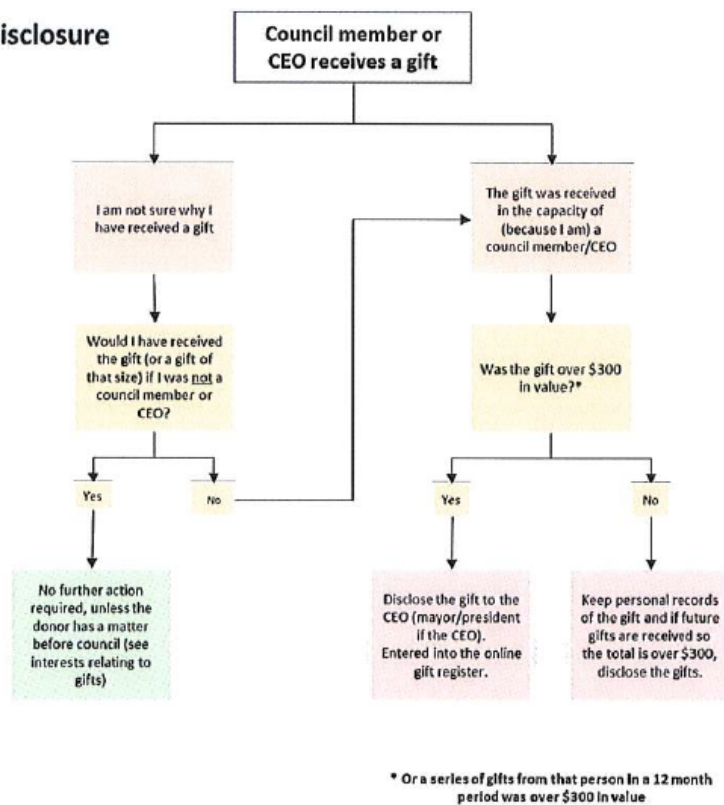 isclosure
Council member or
CEO receives a gift
I am not sure why I
have received a gift
The gift was received
in the capacity of
(because I am) a
council member/CEO
Would I have received
the gift (or a gift of
that size) if I was not a
council member or
CEO?
Was the gift over $300
in value?*
Yes
No
Yes
No
No further action
required, unless the
donor has a matter
before council (see
interests relating to
gifts)
Disclose the gift to the
CEO (mayor/president
if the CEO).
Entered into the online
gift register.
Keep personal records
of the gift and if future
gifts are received so
the total is over $300,
disclose the gifts.
* Or a series of gifts from that person in a 12 month
period was over $300 in value